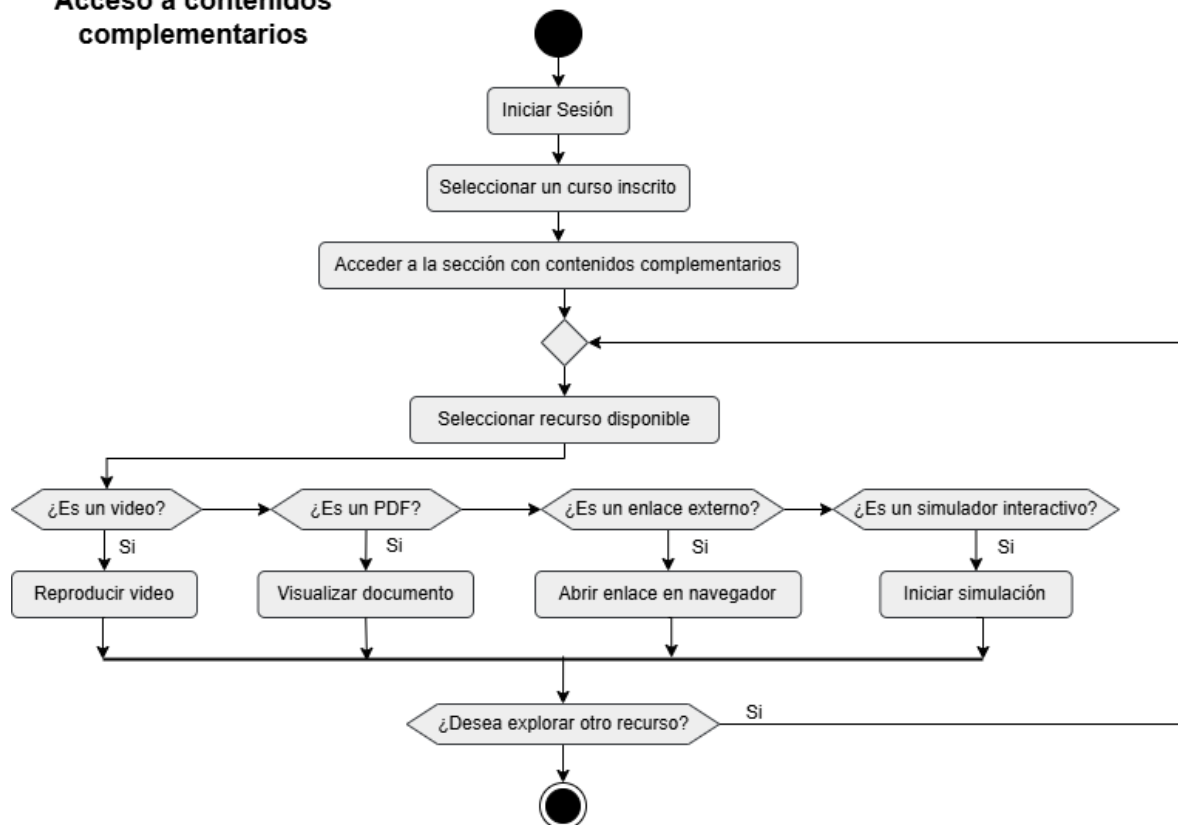 Acceso a contenidos
complementarios
Iniciar Sesión
Seleccionar un curso inscrito
Acceder a la sección con contenidos complementarios
Seleccionar recurso disponible
¿Es un video?
¿Es un PDF?
¿Es un enlace externo?
¿Es un simulador interactivo?
Si
Si
Si
Si
Reproducir video
Visualizar documento
Abrir enlace en navegador
Iniciar simulación
¿Desea explorar otro recurso?
Si